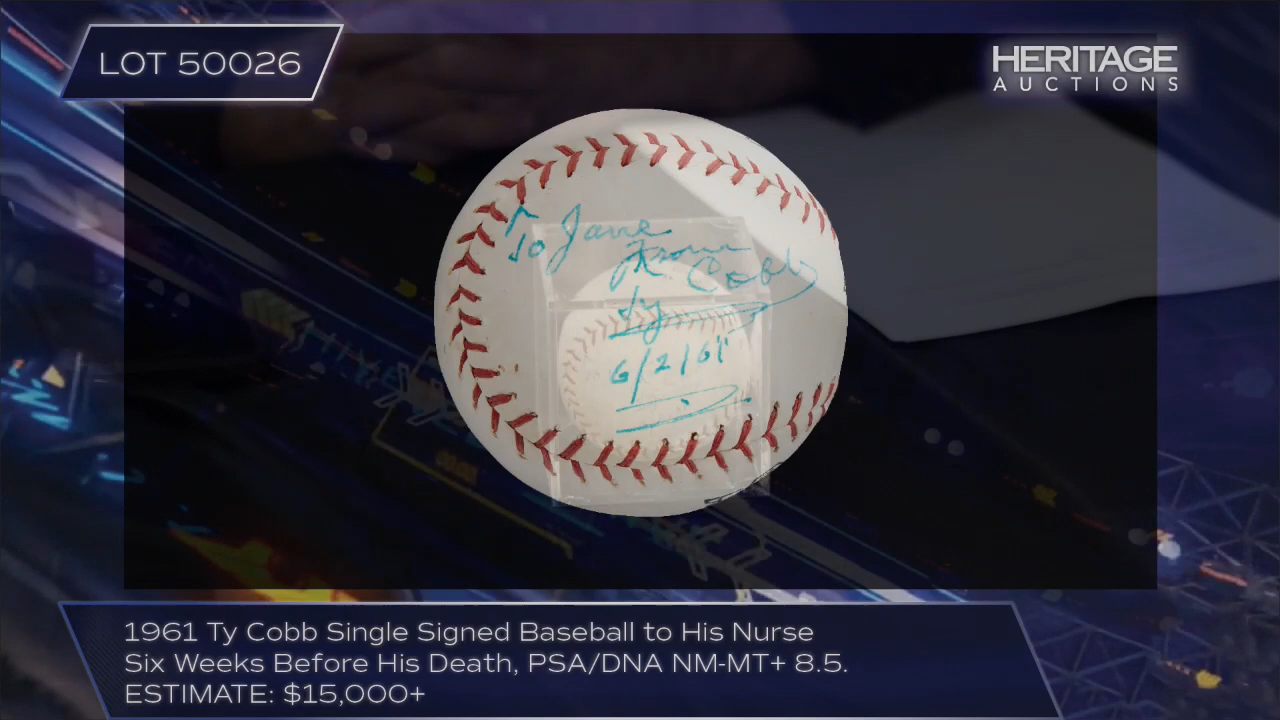 LOT 50026
HERITAGE
AUCTIONS
To Jane
from
Ty Cobb
6/2/61
1961 Ty Cobb Single Signed Baseball to His Nurse
Six Weeks Before His Death, PSA/DNA NM-MT+ 8.5.
ESTIMATE: $15,000+